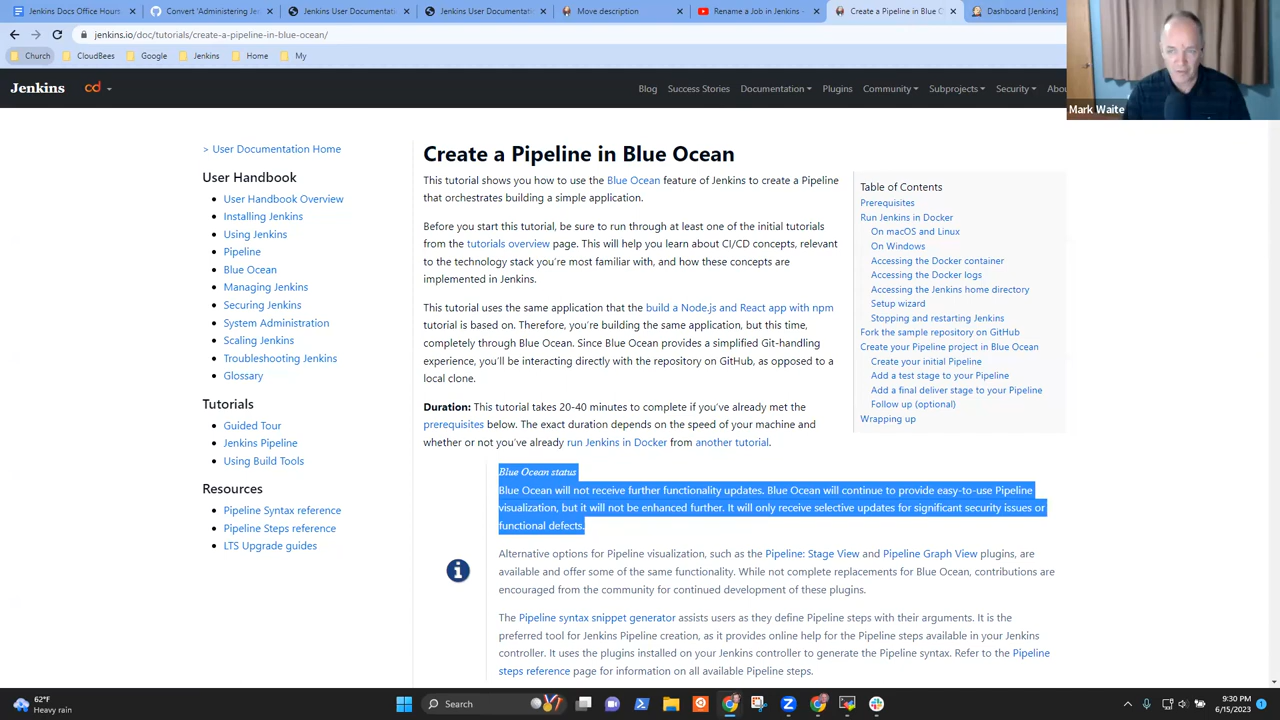 Jenkins Docs Office Hours
Convert 'Administering Je
Jenkins User Documentatic
Jenkins User Documentatic
Move description
Rename a Job in Jenkins -
Create a Pipeline in Blue Oc
Dashboard [Jenkins]
jenkins.io/doc/tutorials/create-a-pipeline-in-blue-ocean/
Church
CloudBees
Google
Jenkins
Home
My
Mark Waite
Jenkins
cd
Blog
Success Stories
Documentation
Plugins
Community
Subprojects
Security
Abou
> User Documentation Home
User Handbook
User Handbook Overview
Installing Jenkins
Using Jenkins
Pipeline
Blue Ocean
Managing Jenkins
Securing Jenkins
System Administration
Scaling Jenkins
Troubleshooting Jenkins
Glossary
Tutorials
Guided Tour
Jenkins Pipeline
Using Build Tools
Resources
Pipeline Syntax reference
Pipeline Steps reference
LTS Upgrade guides
Create a Pipeline in Blue Ocean
This tutorial shows you how to use the Blue Ocean feature of Jenkins to create a Pipeline
that orchestrates building a simple application.
Before you start this tutorial, be sure to run through at least one of the initial tutorials
from the tutorials overview page. This will help you learn about CI/CD concepts, relevant
to the technology stack you're most familiar with, and how these concepts are
implemented in Jenkins.
This tutorial uses the same application that the build a Node.js and React app with npm
tutorial is based on. Therefore, you're building the same application, but this time,
completely through Blue Ocean. Since Blue Ocean provides a simplified Git-handling
experience, you'll be interacting directly with the repository on GitHub, as opposed to a
local clone.
Duration: This tutorial takes 20-40 minutes to complete if you've already met the
prerequisites below. The exact duration depends on the speed of your machine and
whether or not you've already run Jenkins in Docker from another tutorial.
Table of Contents
Prerequisites
Run Jenkins in Docker
On macOS and Linux
On Windows
Accessing the Docker container
Accessing the Docker logs
Accessing the Jenkins home directory
Setup wizard
Stopping and restarting Jenkins
Fork the sample repository on GitHub
Create your Pipeline project in Blue Ocean
Create your initial Pipeline
Add a test stage to your Pipeline
Add a final deliver stage to your Pipeline
Follow up (optional)
Wrapping up
Blue Ocean status
Blue Ocean will not receive further functionality updates. Blue Ocean will continue to provide easy-to-use Pipeline
visualization, but it will not be enhanced further. It will only receive selective updates for significant security issues or
functional defects.
Alternative options for Pipeline visualization, such as the Pipeline: Stage View and Pipeline Graph View plugins, are
available and offer some of the same functionality. While not complete replacements for Blue Ocean, contributions are
encouraged from the community for continued development of these plugins.
The Pipeline syntax snippet generator assists users as they define Pipeline steps with their arguments. It is the
preferred tool for Jenkins Pipeline creation, as it provides online help for the Pipeline steps available in your Jenkins
controller. It uses the plugins installed on your Jenkins controller to generate the Pipeline syntax. Refer to the Pipeline
steps reference page for information on all available Pipeline steps.
62°F
Heavy rain
Search
9:30 PM
6/15/2023